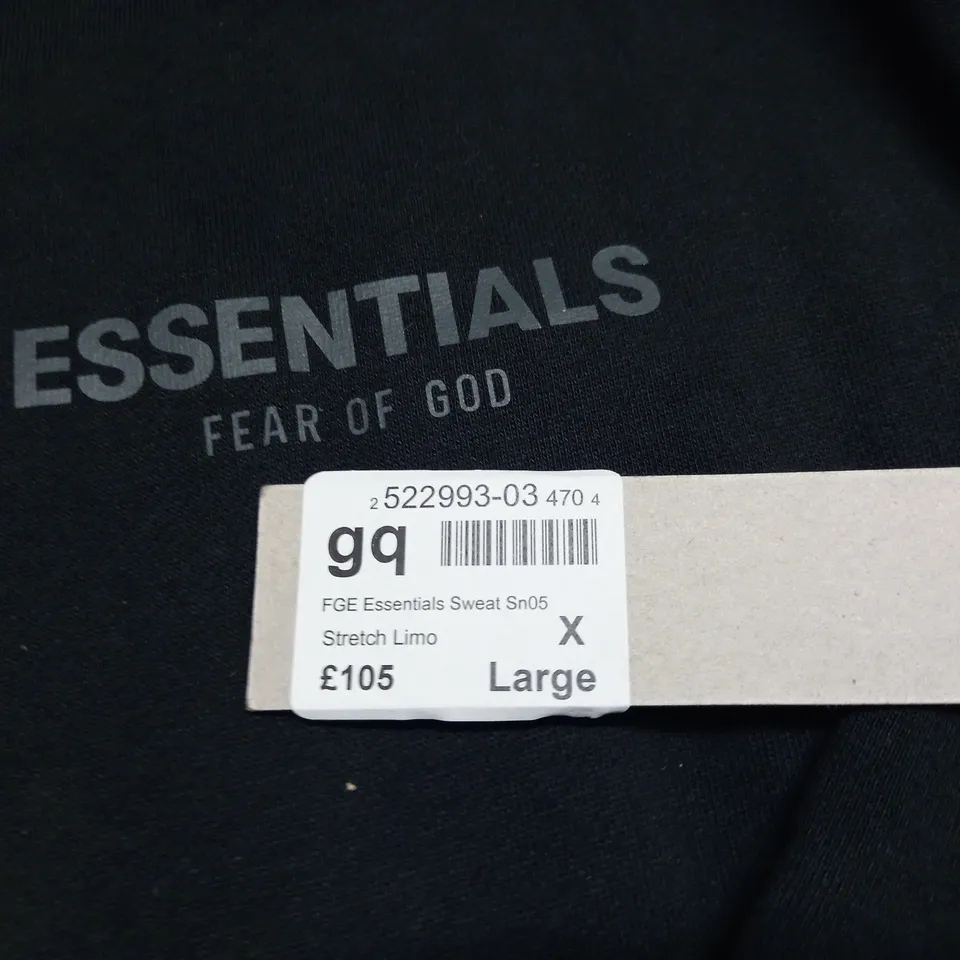 ESSENTIALS
FEAR OF GOD
2 522993-03 470 4
gq
FGE Essentials Sweat Sn05
Stretch Limo X
£105 Large